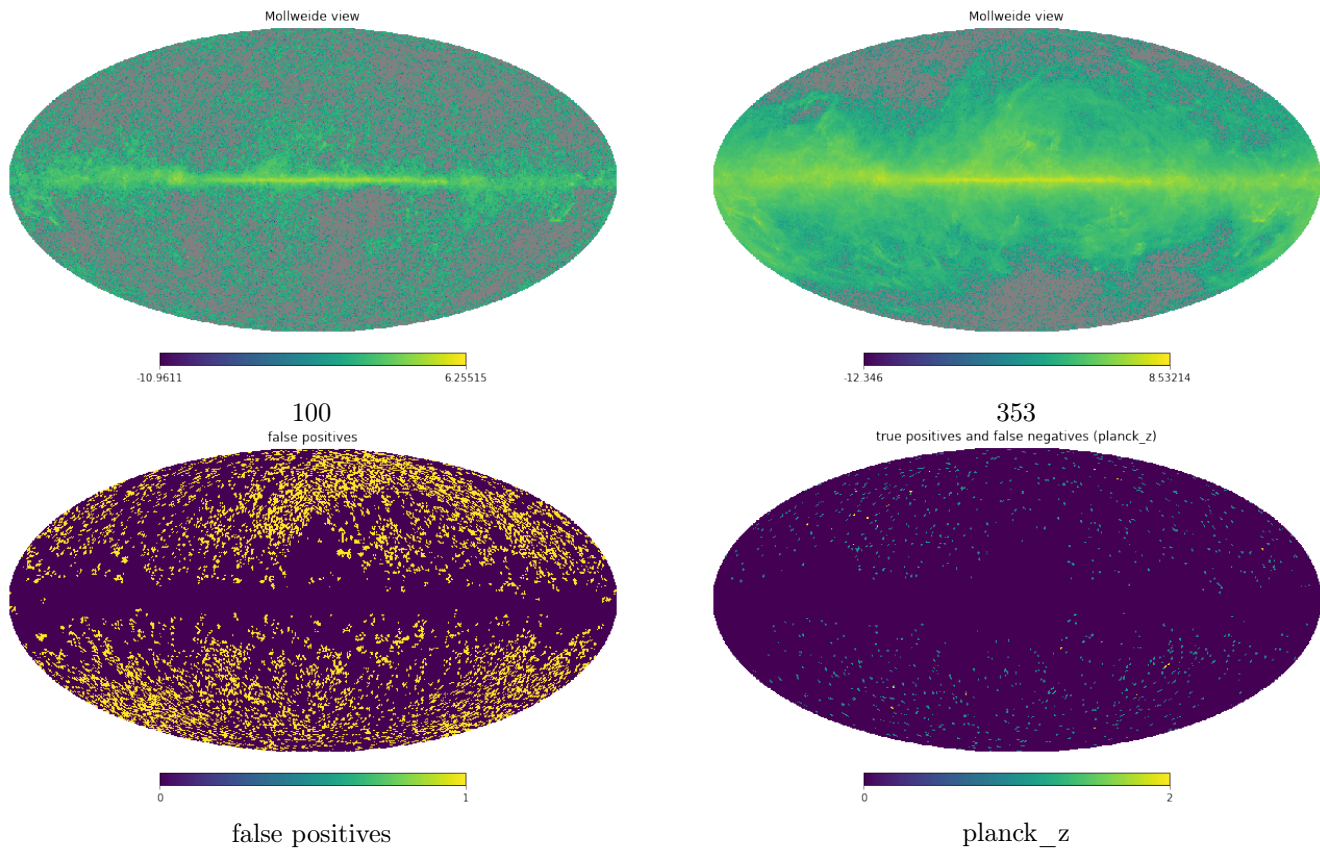 Mollweide view
-10.9611 6.25515
100
Mollweide view
-12.346 8.53214
353
false positives
0 1
false positives
true positives and false negatives (planck_z)
0 2
planck_z